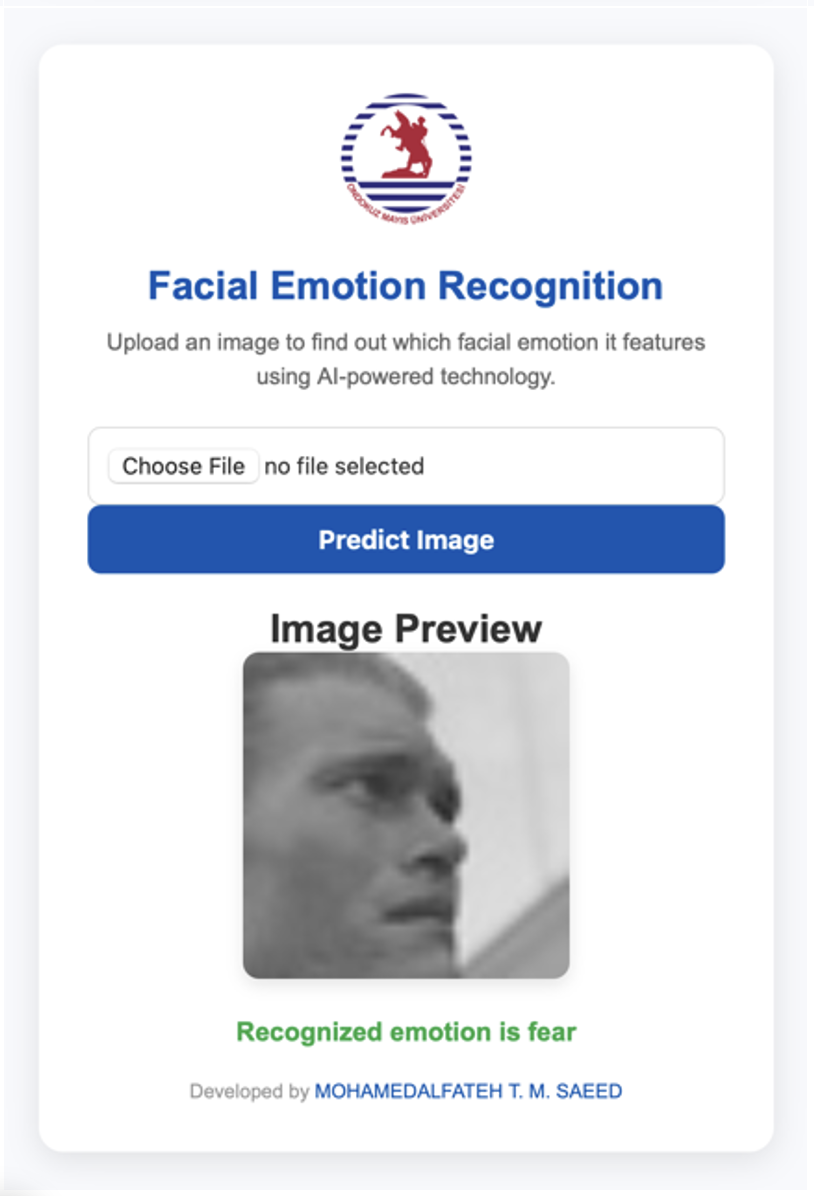 ONDOKUZ MAYIS ÜNİVERSİTESİ
Facial Emotion Recognition
Upload an image to find out which facial emotion it features
using AI-powered technology.
Choose File no file selected
Predict Image
Image Preview
Recognized emotion is fear
Developed by MOHAMEDALFATEH T. M. SAEED